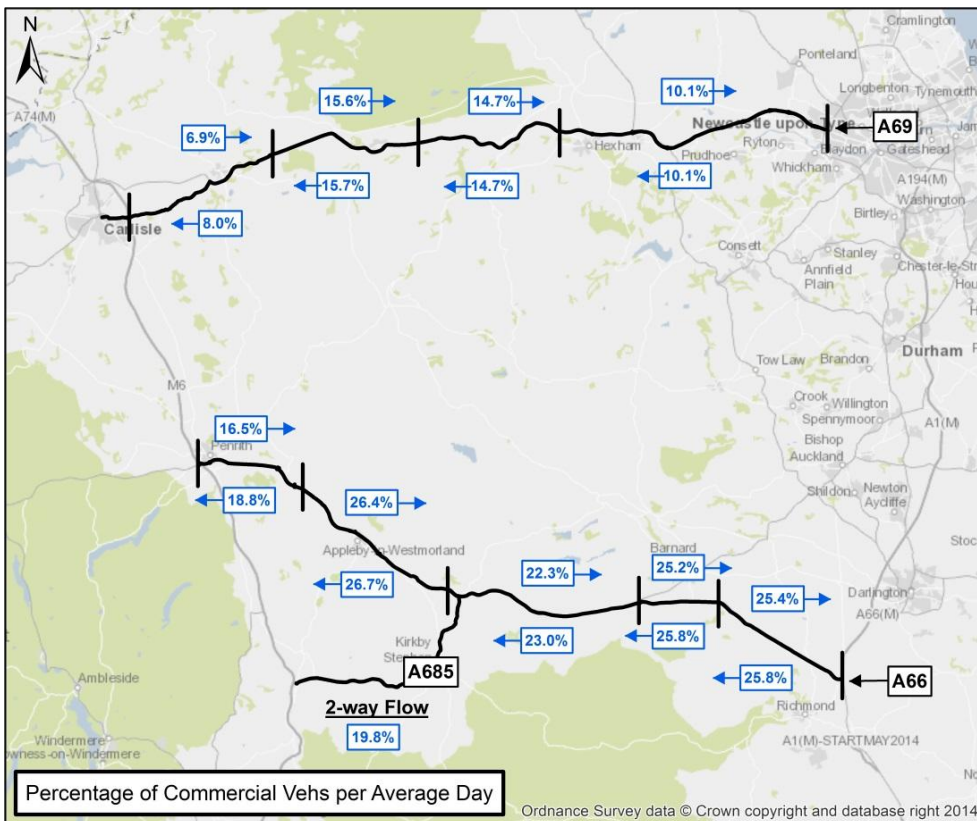 N
Cramlington
Ponteland
A74(M)
15.6%
14.7%
10.1%
Longbenton
Tynemouth
6.9%
Newcastle upon Tyne
A69
Hexham
Prudhoe
Ryton
Blaydon
Gateshead
Whickham
15.7%
14.7%
10.1%
A194(M)
Washington
8.0%
Carlisle
Birtley
Consett
Stanley
Annfield
Plain
Chester-le-Str
Durham
M6
Tow Law
Brandon
Crook
Willington
Spennymoor
A1(M)
16.5%
Penrith
Bishop
Auckland
Shildon
Newton
Aycliffe
18.8%
26.4%
Appleby-in-Westmorland
Barnard
22.3%
25.2%
25.4%
Darlington
A66(M)
26.7%
23.0%
25.8%
25.8%
Kirkby
Stephen
A685
A66
2-way Flow
19.8%
Ambleside
Richmond
Windermere
owness-on-Windermere
A1(M)-STARTMAY2014
Percentage of Commercial Vehs per Average Day
Ordnance Survey data © Crown copyright and database right 2014